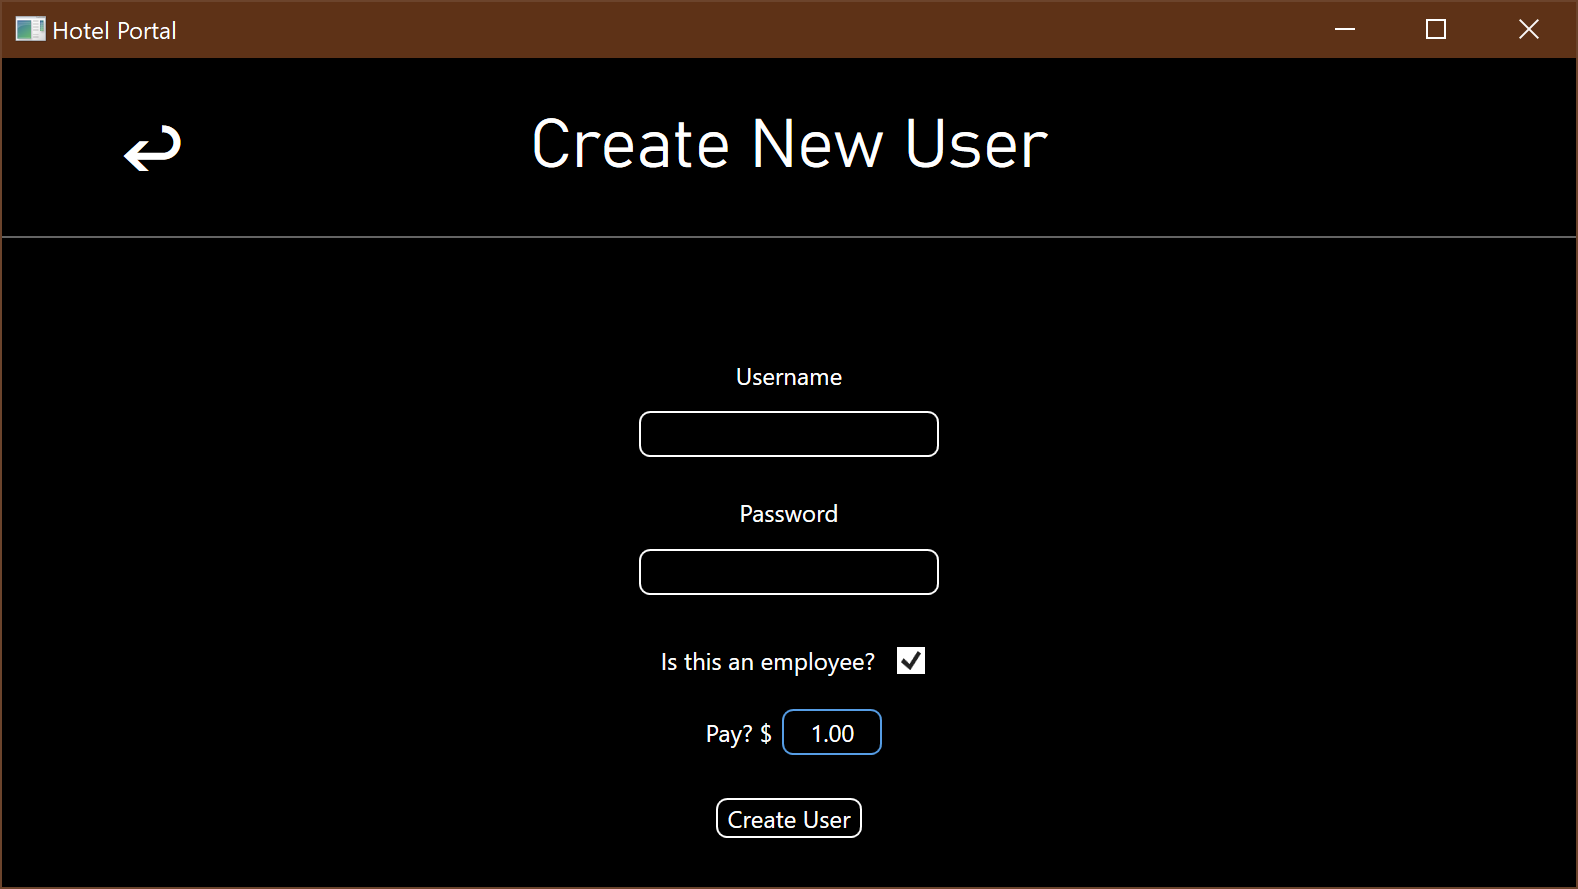 Hotel Portal
Create New User
Username
Password
Is this an employee?
Pay? $ 1.00
Create User